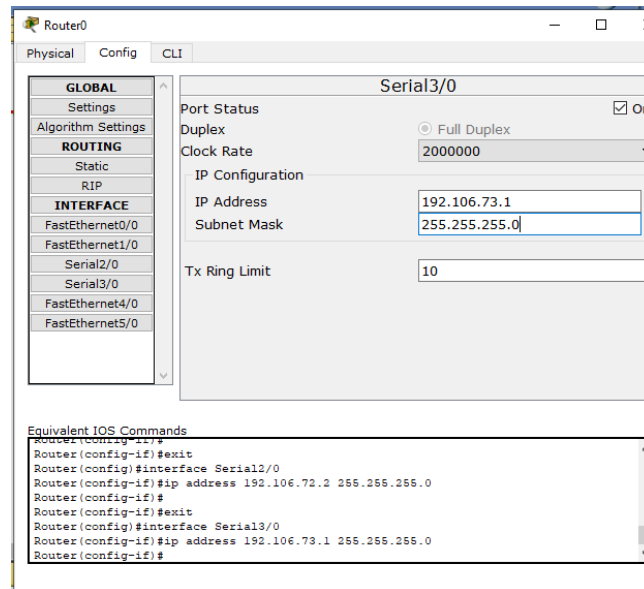 Router0
Physical Config CLI
GLOBAL
Settings
Algorithm Settings
ROUTING
Static
RIP
INTERFACE
FastEthernet0/0
FastEthernet1/0
Serial2/0
Serial3/0
FastEthernet4/0
FastEthernet5/0
Serial3/0
Port Status
Duplex Full Duplex
Clock Rate 2000000
IP Configuration
IP Address 192.106.73.1
Subnet Mask 255.255.255.0
Tx Ring Limit 10
Equivalent IOS Commands
Router(config-if)#
Router(config-if)#exit
Router(config)#interface Serial2/0
Router(config-if)#ip address 192.106.72.2 255.255.255.0
Router(config-if)#
Router(config-if)#exit
Router(config)#interface Serial3/0
Router(config-if)#ip address 192.106.73.1 255.255.255.0
Router(config-if)#